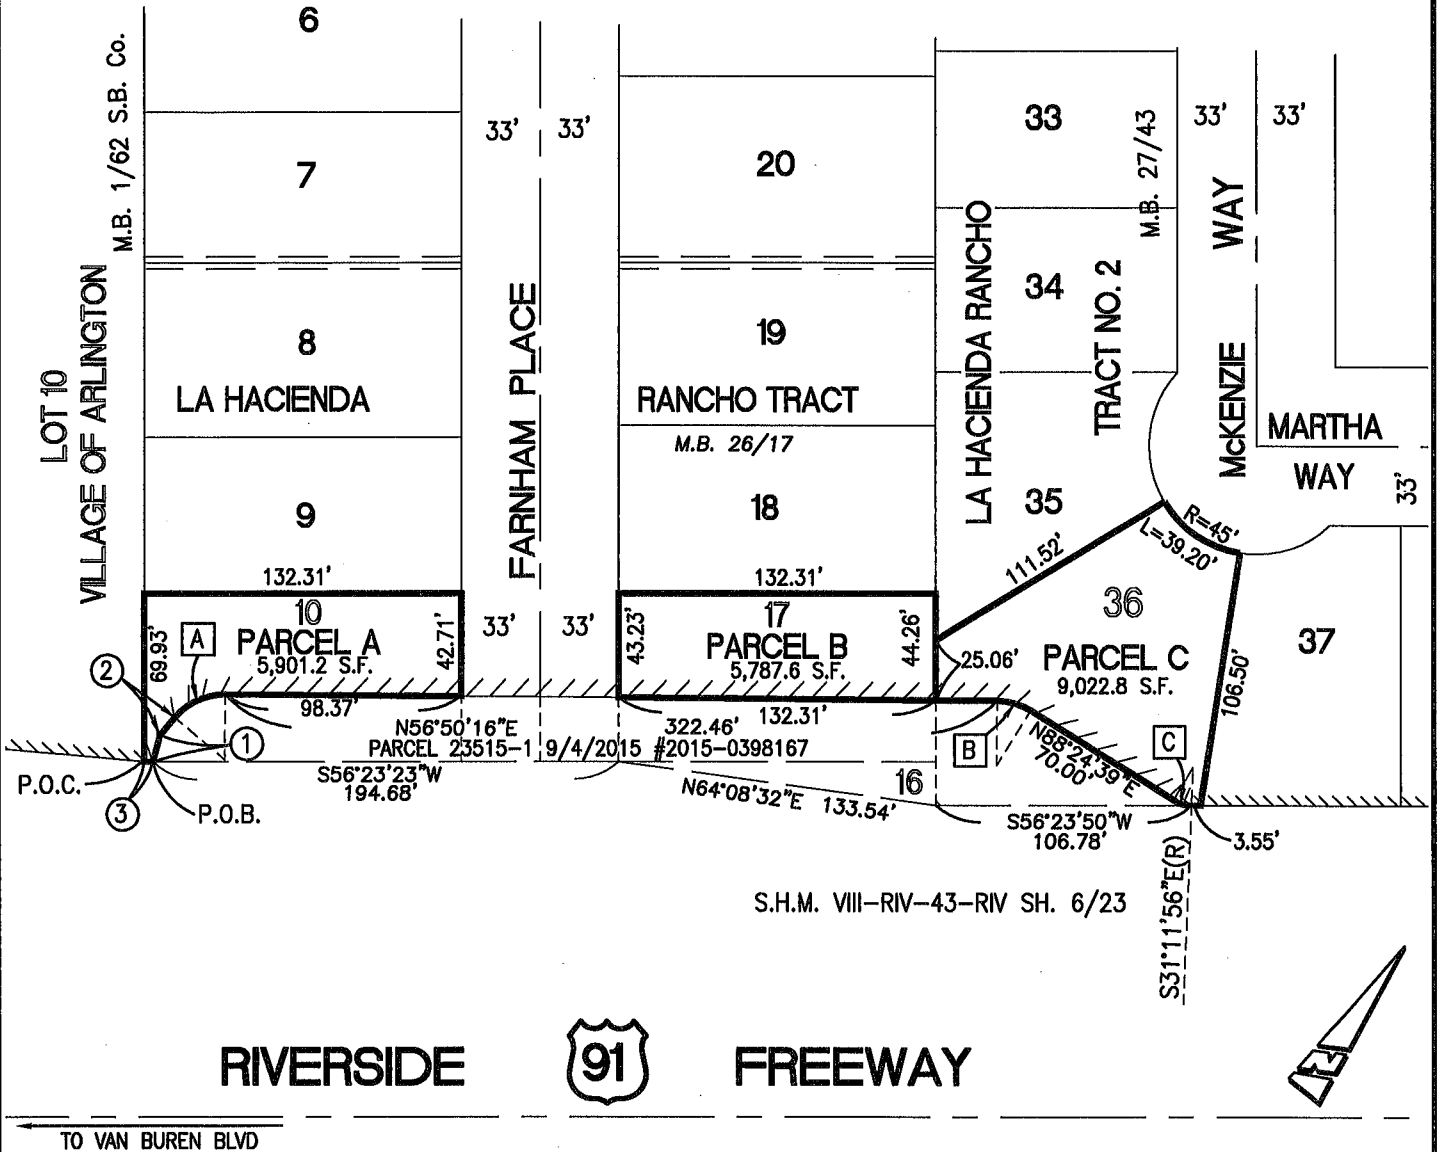 6
7
8
9
LOT 10
VILLAGE OF ARLINGTON
M.B. 1/62 S.B. Co.
LA HACIENDA
33'
33'
FARNHAM PLACE
20
19
RANCHO TRACT
M.B. 26/17
18
33
34
35
LA HACIENDA RANCHO
TRACT NO. 2
M.B. 27/43
33'
33'
McKENZIE WAY
MARTHA
WAY
33'
R=45'
L=39.20'
111.52'
132.31'
10
PARCEL A
5,901.2 S.F.
69.93'
42.71'
A
98.37'
33'
33'
132.31'
17
PARCEL B
5,787.6 S.F.
43.23'
44.26'
132.31'
25.06'
36
PARCEL C
9,022.8 S.F.
106.50'
37
2
1
3
P.O.C.
P.O.B.
N56°50'16"E
322.46'
PARCEL 23515-1 9/4/2015 #2015-0398167
S56°23'23"W
194.68'
16
N64°08'32"E 133.54'
B
N88°24'39"E
70.00'
C
S56°23'50"W
106.78'
3.55'
S31°11'56"E(R)
S.H.M. VIII-RIV-43-RIV SH. 6/23
RIVERSIDE 91 FREEWAY
N
TO VAN BUREN BLVD